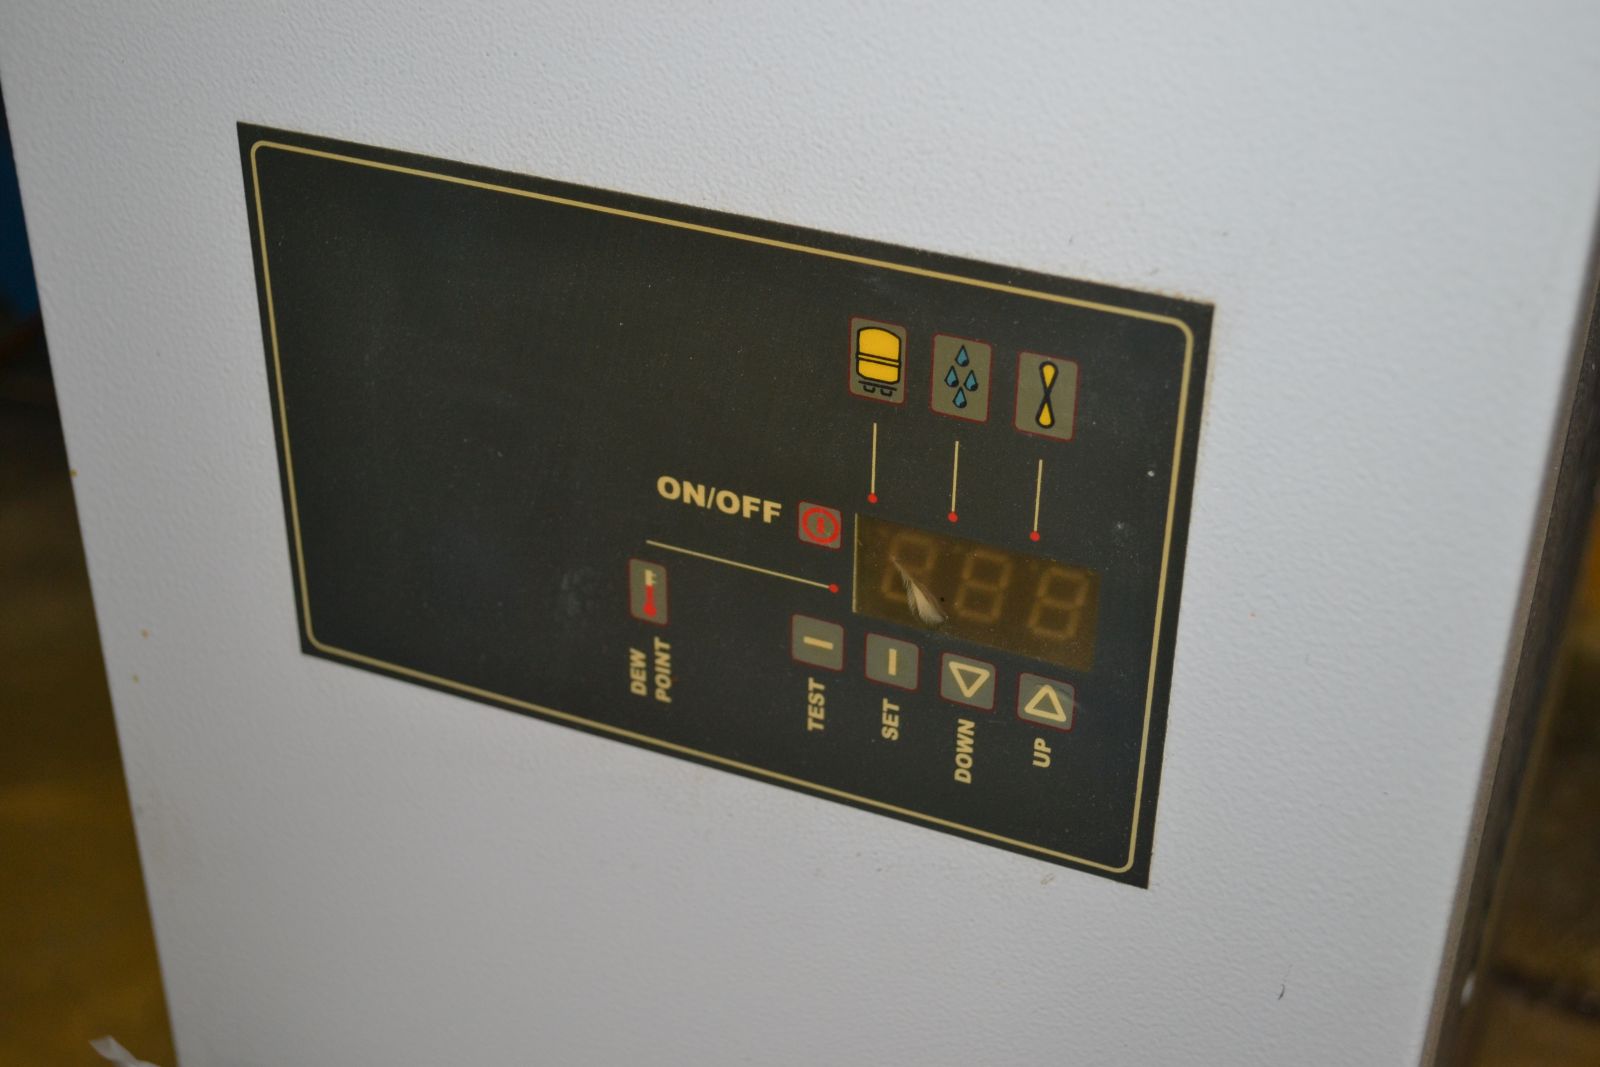 ON/OFF
DEW
POINT
TEST
SET
DOWN
UP